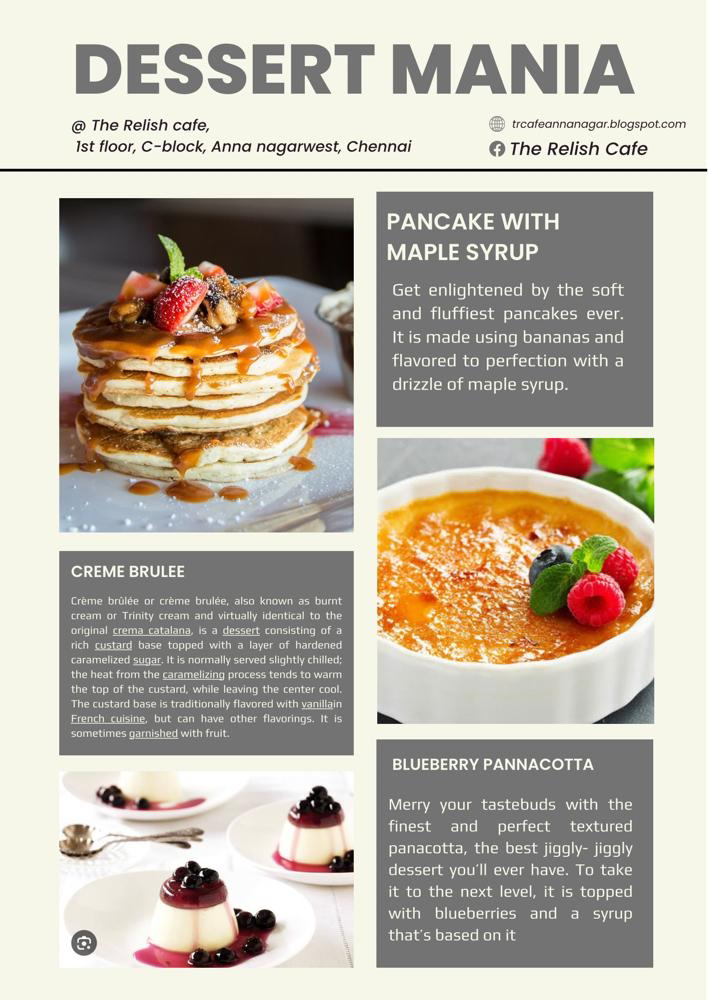 DESSERT MANIA
@ The Relish cafe,
1st floor, C-block, Anna nagarwest, Chennai
trcafeannanagar.blogspot.com
The Relish Cafe
PANCAKE WITH
MAPLE SYRUP
Get enlightened by the soft
and fluffiest pancakes ever.
It is made using bananas and
flavored to perfection with a
drizzle of maple syrup.
CREME BRULEE
Crème brûlée or crème brulée, also known as burnt
cream or Trinity cream and virtually identical to the
original crema catalana, is a dessert consisting of a
rich custard base topped with a layer of hardened
caramelized sugar. It is normally served slightly chilled;
the heat from the caramelizing process tends to warm
the top of the custard, while leaving the center cool.
The custard base is traditionally flavored with vanillain
French cuisine, but can have other flavorings. It is
sometimes garnished with fruit.
BLUEBERRY PANNACOTTA
Merry your tastebuds with the
finest and perfect textured
panacotta, the best jiggly- jiggly
dessert you'll ever have. To take
it to the next level, it is topped
with blueberries and a syrup
that's based on it